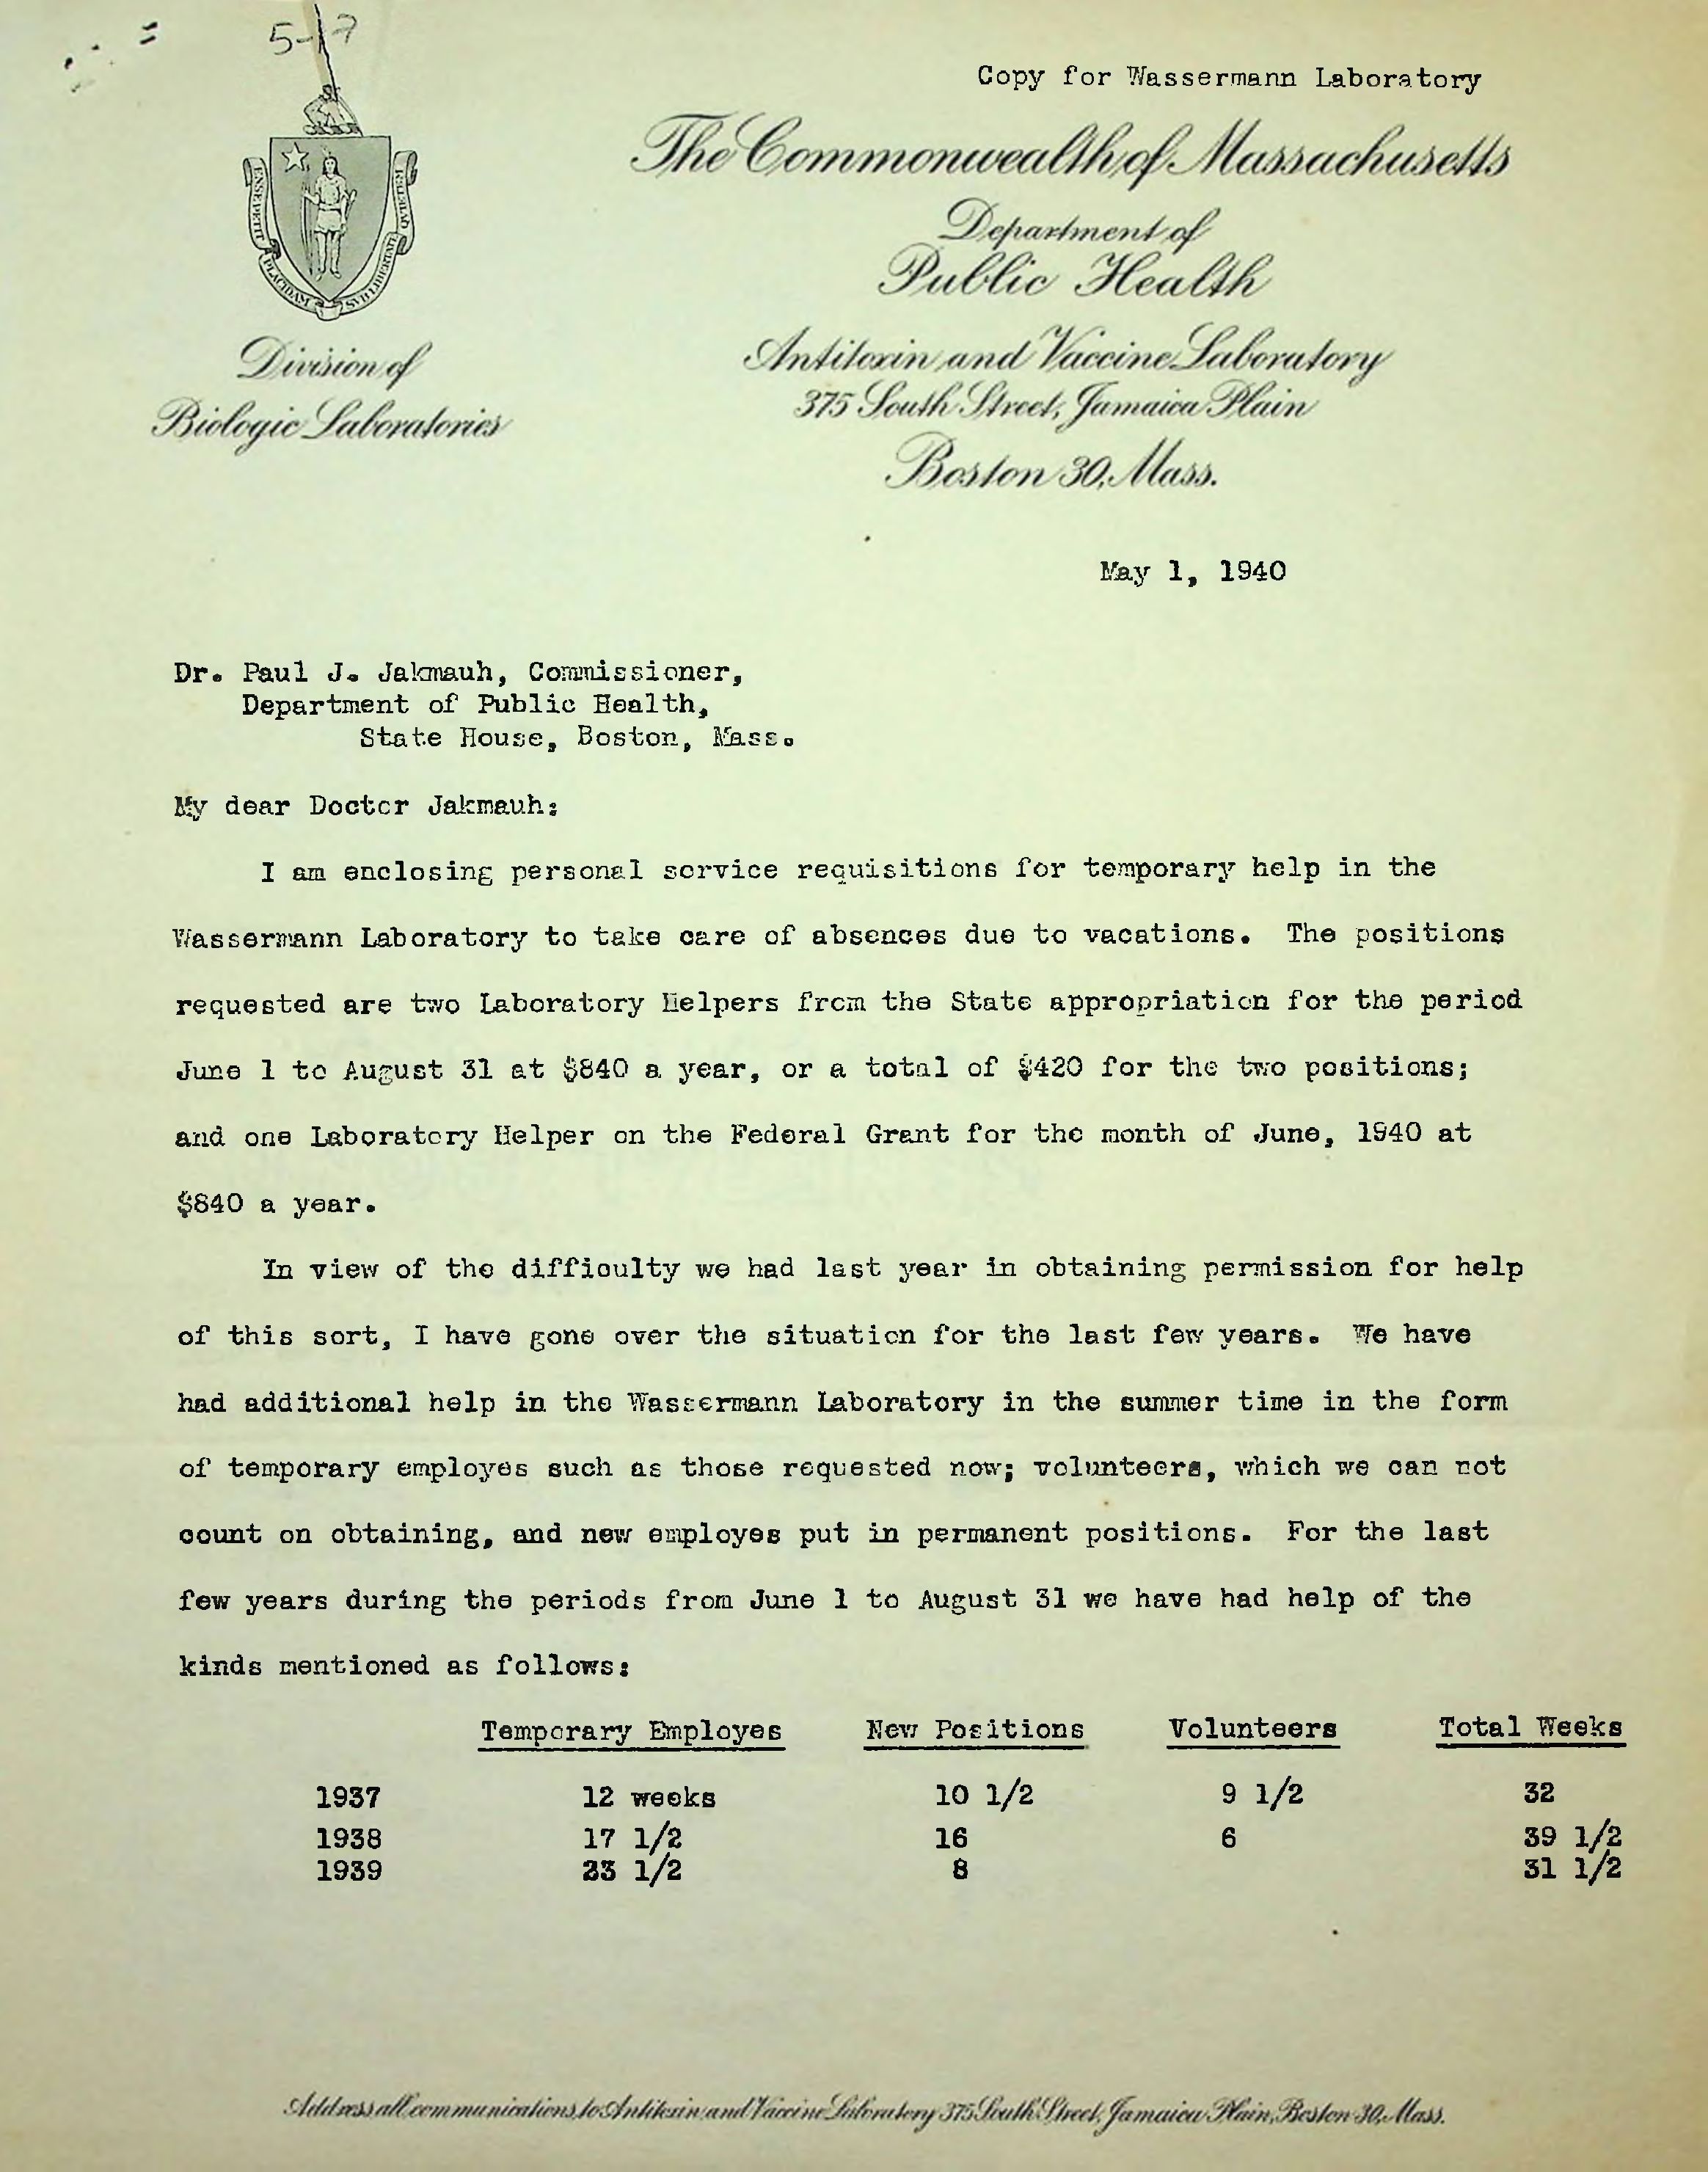 5-17
Copy for Wassermann Laboratory
The Commonwealth of Massachusetts
Department of
Public Health
ENSE PETIT PLACIDAM SVB LIBERTATE QVIETEM
Division of
Biologic Laboratories
Antitoxin and Vaccine Laboratory
375 South Street, Jamaica Plain
Boston 30, Mass.
May 1, 1940
Dr. Paul J. Jakmauh, Commissioner,
Department of Public Health,
State House, Boston, Mass.
My dear Doctor Jakmauh:
I am enclosing personal service requisitions for temporary help in the
Wassermann Laboratory to take care of absences due to vacations. The positions
requested are two Laboratory Helpers from the State appropriation for the period
June 1 to August 31 at $840 a year, or a total of $420 for the two positions;
and one Laboratory Helper on the Federal Grant for the month of June, 1940 at
$840 a year.
In view of the difficulty we had last year in obtaining permission for help
of this sort, I have gone over the situation for the last few years. We have
had additional help in the Wassermann Laboratory in the summer time in the form
of temporary employes such as those requested now; volunteers, which we can not
count on obtaining, and new employes put in permanent positions. For the last
few years during the periods from June 1 to August 31 we have had help of the
kinds mentioned as follows:
Temporary Employes New Positions Volunteers Total Weeks
1937 12 weeks 10 1/2 9 1/2 32
1938 17 1/2 16 6 39 1/2
1939 23 1/2 8 31 1/2
Address all communications to Antitoxin and Vaccine Laboratory 375 South Street, Jamaica Plain, Boston 30, Mass.